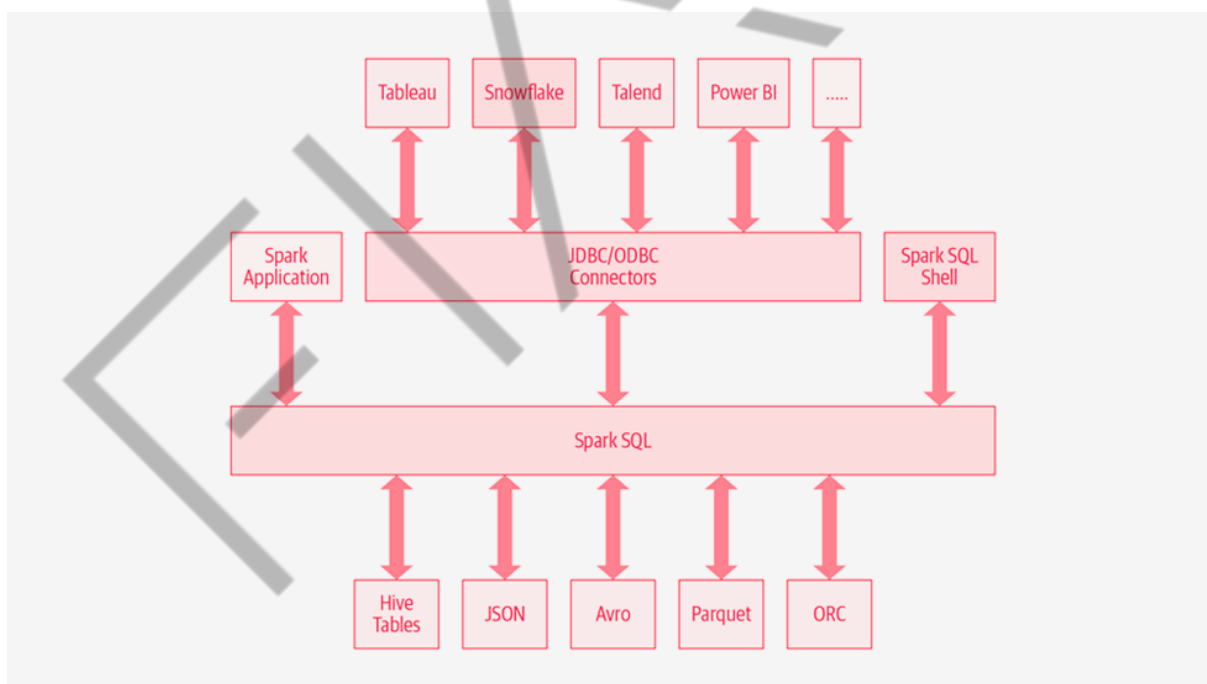 Tableau
Snowflake
Talend
Power BI
.....
Spark
Application
JDBC/ODBC
Connectors
Spark SQL
Shell
Spark SQL
Hive
Tables
JSON
Avro
Parquet
ORC